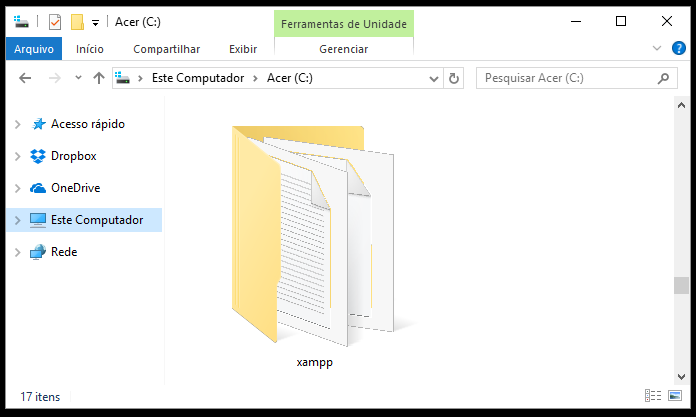 Acer (C:)
Ferramentas de Unidade
Arquivo Início Compartilhar Exibir Gerenciar
Este Computador Acer (C:)
Pesquisar Acer (C:)
Acesso rápido
Dropbox
OneDrive
Este Computador
Rede
xampp
17 itens